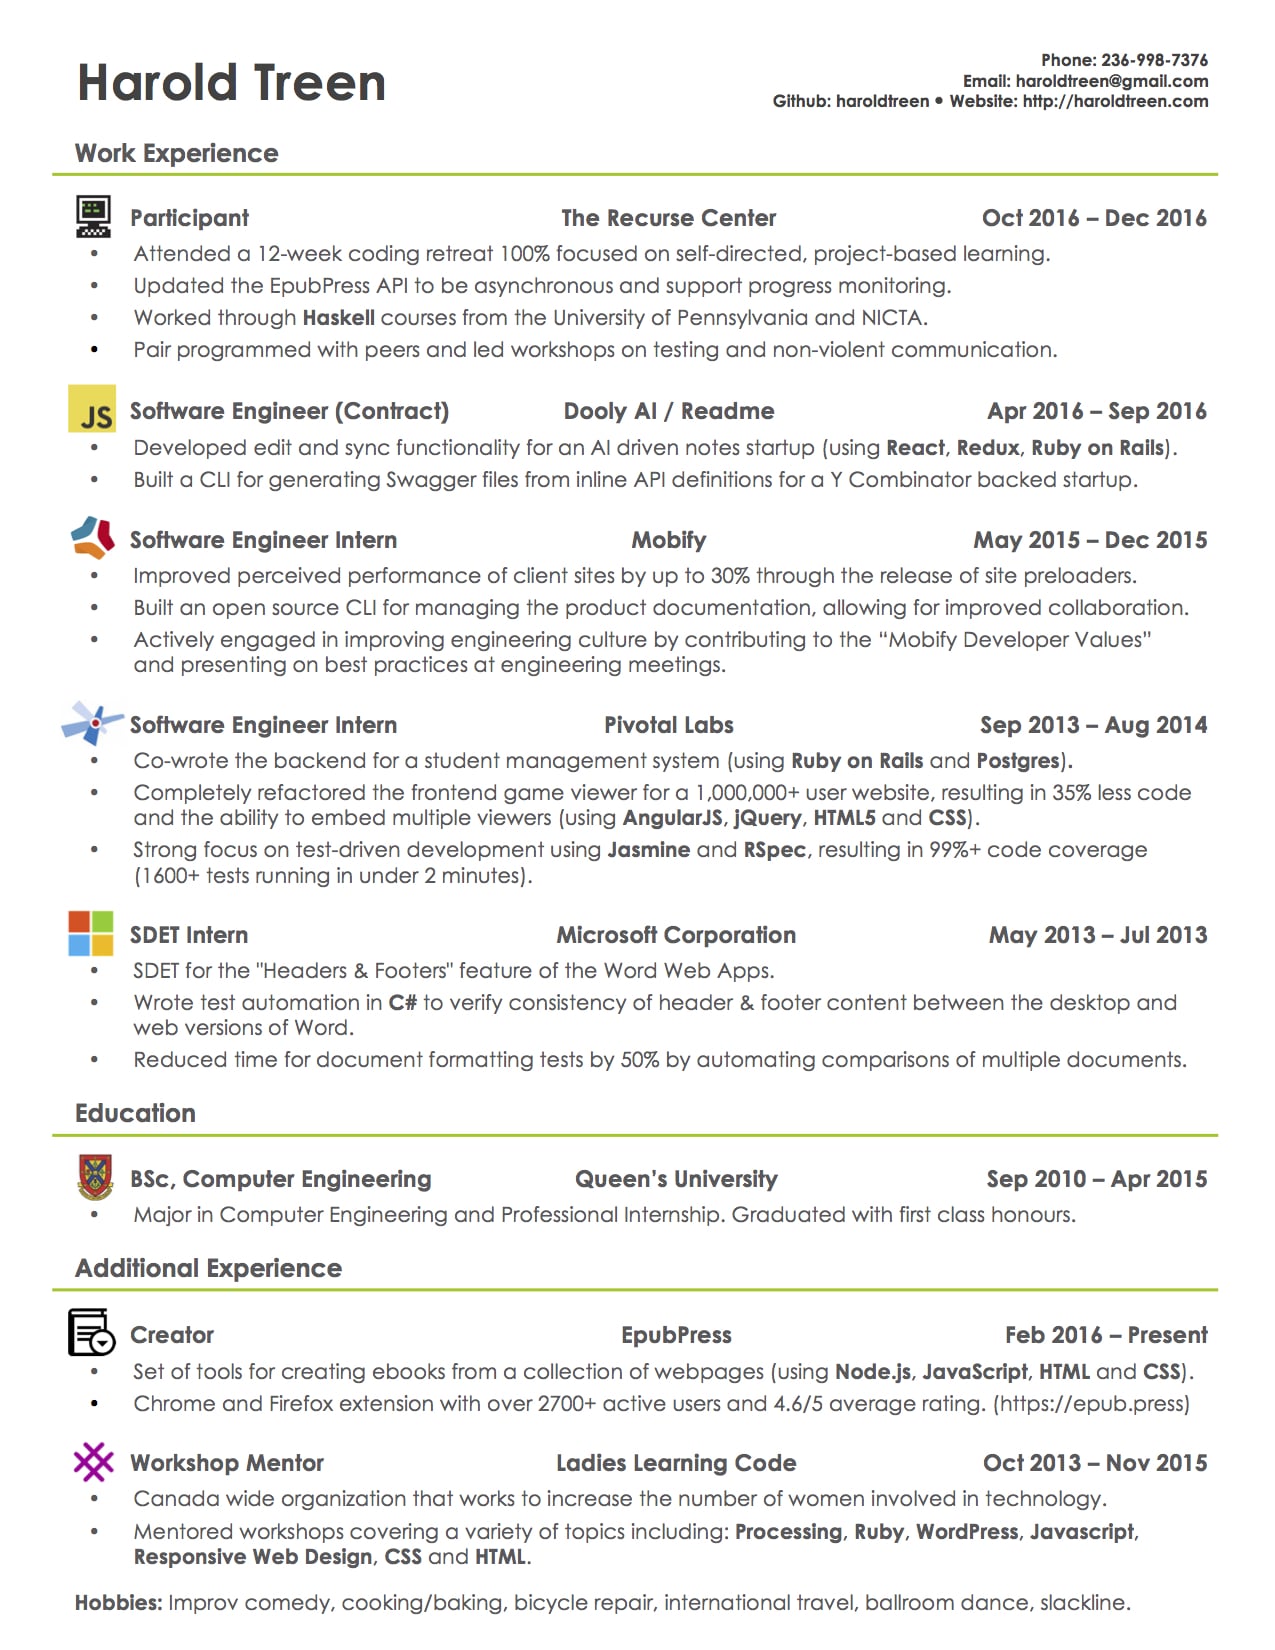 Harold Treen
Phone: 236-998-7376
Email: haroldtreen@gmail.com
Github: haroldtreen • Website: http://haroldtreen.com
Work Experience
Participant The Recurse Center Oct 2016 – Dec 2016
• Attended a 12-week coding retreat 100% focused on self-directed, project-based learning.
• Updated the EpubPress API to be asynchronous and support progress monitoring.
• Worked through Haskell courses from the University of Pennsylvania and NICTA.
• Pair programmed with peers and led workshops on testing and non-violent communication.
JS Software Engineer (Contract) Dooly AI / Readme Apr 2016 – Sep 2016
• Developed edit and sync functionality for an AI driven notes startup (using React, Redux, Ruby on Rails).
• Built a CLI for generating Swagger files from inline API definitions for a Y Combinator backed startup.
Software Engineer Intern Mobify May 2015 – Dec 2015
• Improved perceived performance of client sites by up to 30% through the release of site preloaders.
• Built an open source CLI for managing the product documentation, allowing for improved collaboration.
• Actively engaged in improving engineering culture by contributing to the “Mobify Developer Values”
and presenting on best practices at engineering meetings.
Software Engineer Intern Pivotal Labs Sep 2013 – Aug 2014
• Co-wrote the backend for a student management system (using Ruby on Rails and Postgres).
• Completely refactored the frontend game viewer for a 1,000,000+ user website, resulting in 35% less code
and the ability to embed multiple viewers (using AngularJS, jQuery, HTML5 and CSS).
• Strong focus on test-driven development using Jasmine and RSpec, resulting in 99%+ code coverage
(1600+ tests running in under 2 minutes).
SDET Intern Microsoft Corporation May 2013 – Jul 2013
• SDET for the "Headers & Footers" feature of the Word Web Apps.
• Wrote test automation in C# to verify consistency of header & footer content between the desktop and
web versions of Word.
• Reduced time for document formatting tests by 50% by automating comparisons of multiple documents.
Education
BSc, Computer Engineering Queen’s University Sep 2010 – Apr 2015
• Major in Computer Engineering and Professional Internship. Graduated with first class honours.
Additional Experience
Creator EpubPress Feb 2016 – Present
• Set of tools for creating ebooks from a collection of webpages (using Node.js, JavaScript, HTML and CSS).
• Chrome and Firefox extension with over 2700+ active users and 4.6/5 average rating. (https://epub.press)
Workshop Mentor Ladies Learning Code Oct 2013 – Nov 2015
• Canada wide organization that works to increase the number of women involved in technology.
• Mentored workshops covering a variety of topics including: Processing, Ruby, WordPress, Javascript,
Responsive Web Design, CSS and HTML.
Hobbies: Improv comedy, cooking/baking, bicycle repair, international travel, ballroom dance, slackline.